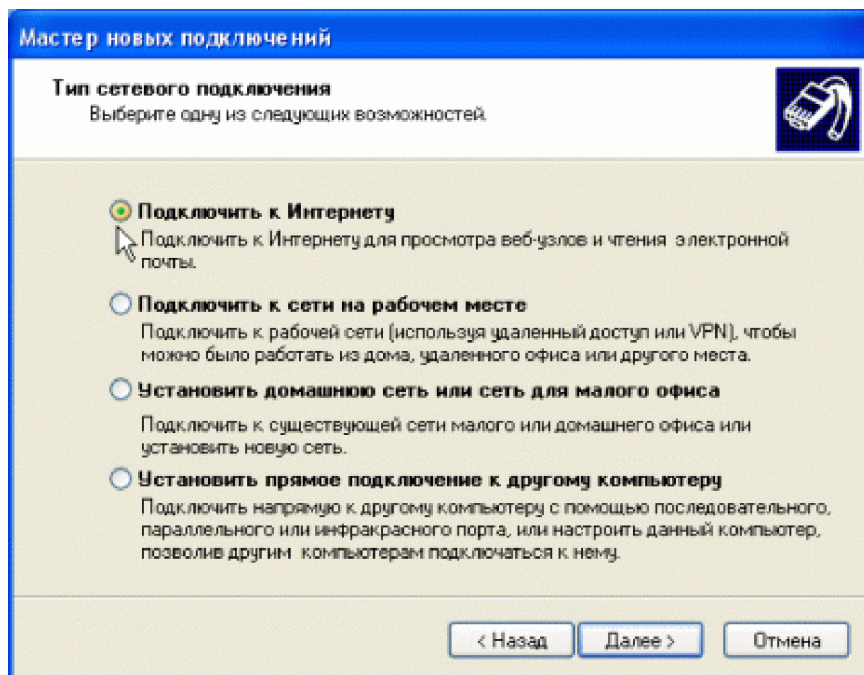 Мастер новых подключений
Тип сетевого подключения
Выберите одну из следующих возможностей.
Подключить к Интернету
Подключить к Интернету для просмотра веб-узлов и чтения электронной
почты.
Подключить к сети на рабочем месте
Подключить к рабочей сети (используя удаленный доступ или VPN), чтобы
можно было работать из дома, удаленного офиса или другого места.
Установить домашнюю сеть или сеть для малого офиса
Подключить к существующей сети малого или домашнего офиса или
установить новую сеть.
Установить прямое подключение к другому компьютеру
Подключить напрямую к другому компьютеру с помощью последовательного,
параллельного или инфракрасного порта, или настроить данный компьютер,
позволив другим компьютерам подключаться к нему.
< Назад Далее > Отмена